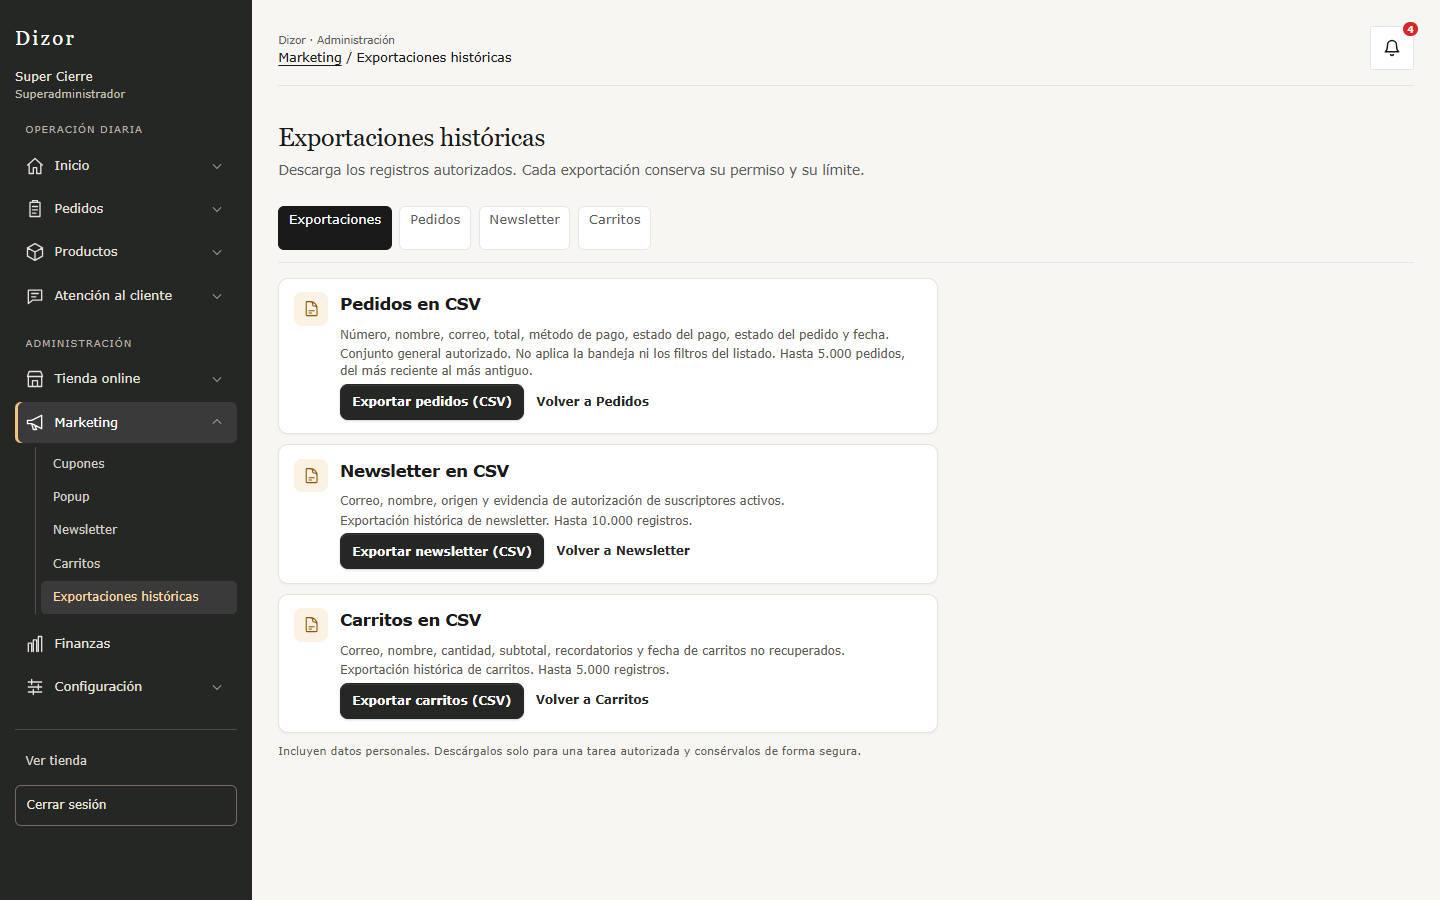 Dizor
Super Cierre
Superadministrador
OPERACIÓN DIARIA
Inicio
Pedidos
Productos
Atención al cliente
ADMINISTRACIÓN
Tienda online
Marketing
Cupones
Popup
Newsletter
Carritos
Exportaciones históricas
Finanzas
Configuración
Ver tienda
Cerrar sesión
Dizor · Administración
Marketing / Exportaciones históricas
4
Exportaciones históricas
Descarga los registros autorizados. Cada exportación conserva su permiso y su límite.
Exportaciones
Pedidos
Newsletter
Carritos
Pedidos en CSV
Número, nombre, correo, total, método de pago, estado del pago, estado del pedido y fecha.
Conjunto general autorizado. No aplica la bandeja ni los filtros del listado. Hasta 5.000 pedidos,
del más reciente al más antiguo.
Exportar pedidos (CSV)
Volver a Pedidos
Newsletter en CSV
Correo, nombre, origen y evidencia de autorización de suscriptores activos.
Exportación histórica de newsletter. Hasta 10.000 registros.
Exportar newsletter (CSV)
Volver a Newsletter
Carritos en CSV
Correo, nombre, cantidad, subtotal, recordatorios y fecha de carritos no recuperados.
Exportación histórica de carritos. Hasta 5.000 registros.
Exportar carritos (CSV)
Volver a Carritos
Incluyen datos personales. Descárgalos solo para una tarea autorizada y consérvalos de forma segura.